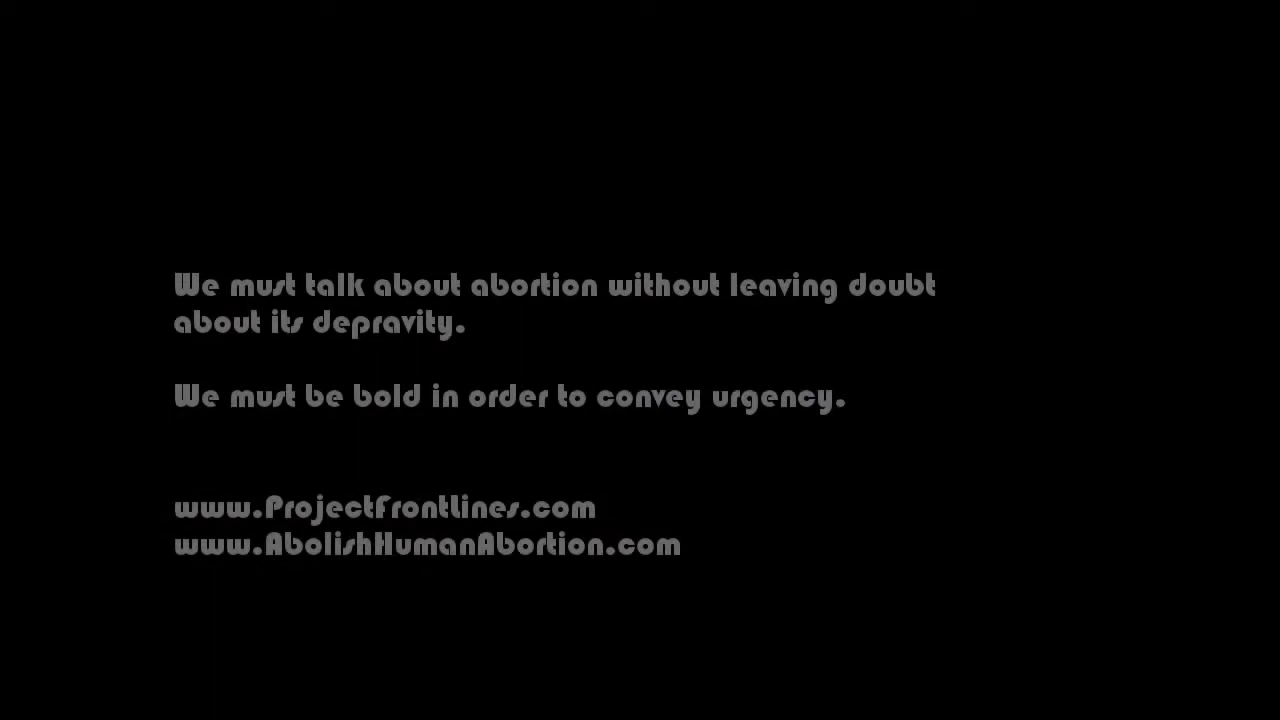 We must talk about abortion without leaving doubt
about its depravity.
We must be bold in order to convey urgency.
www.ProjectFrontLines.com
www.AbolishHumanAbortion.com